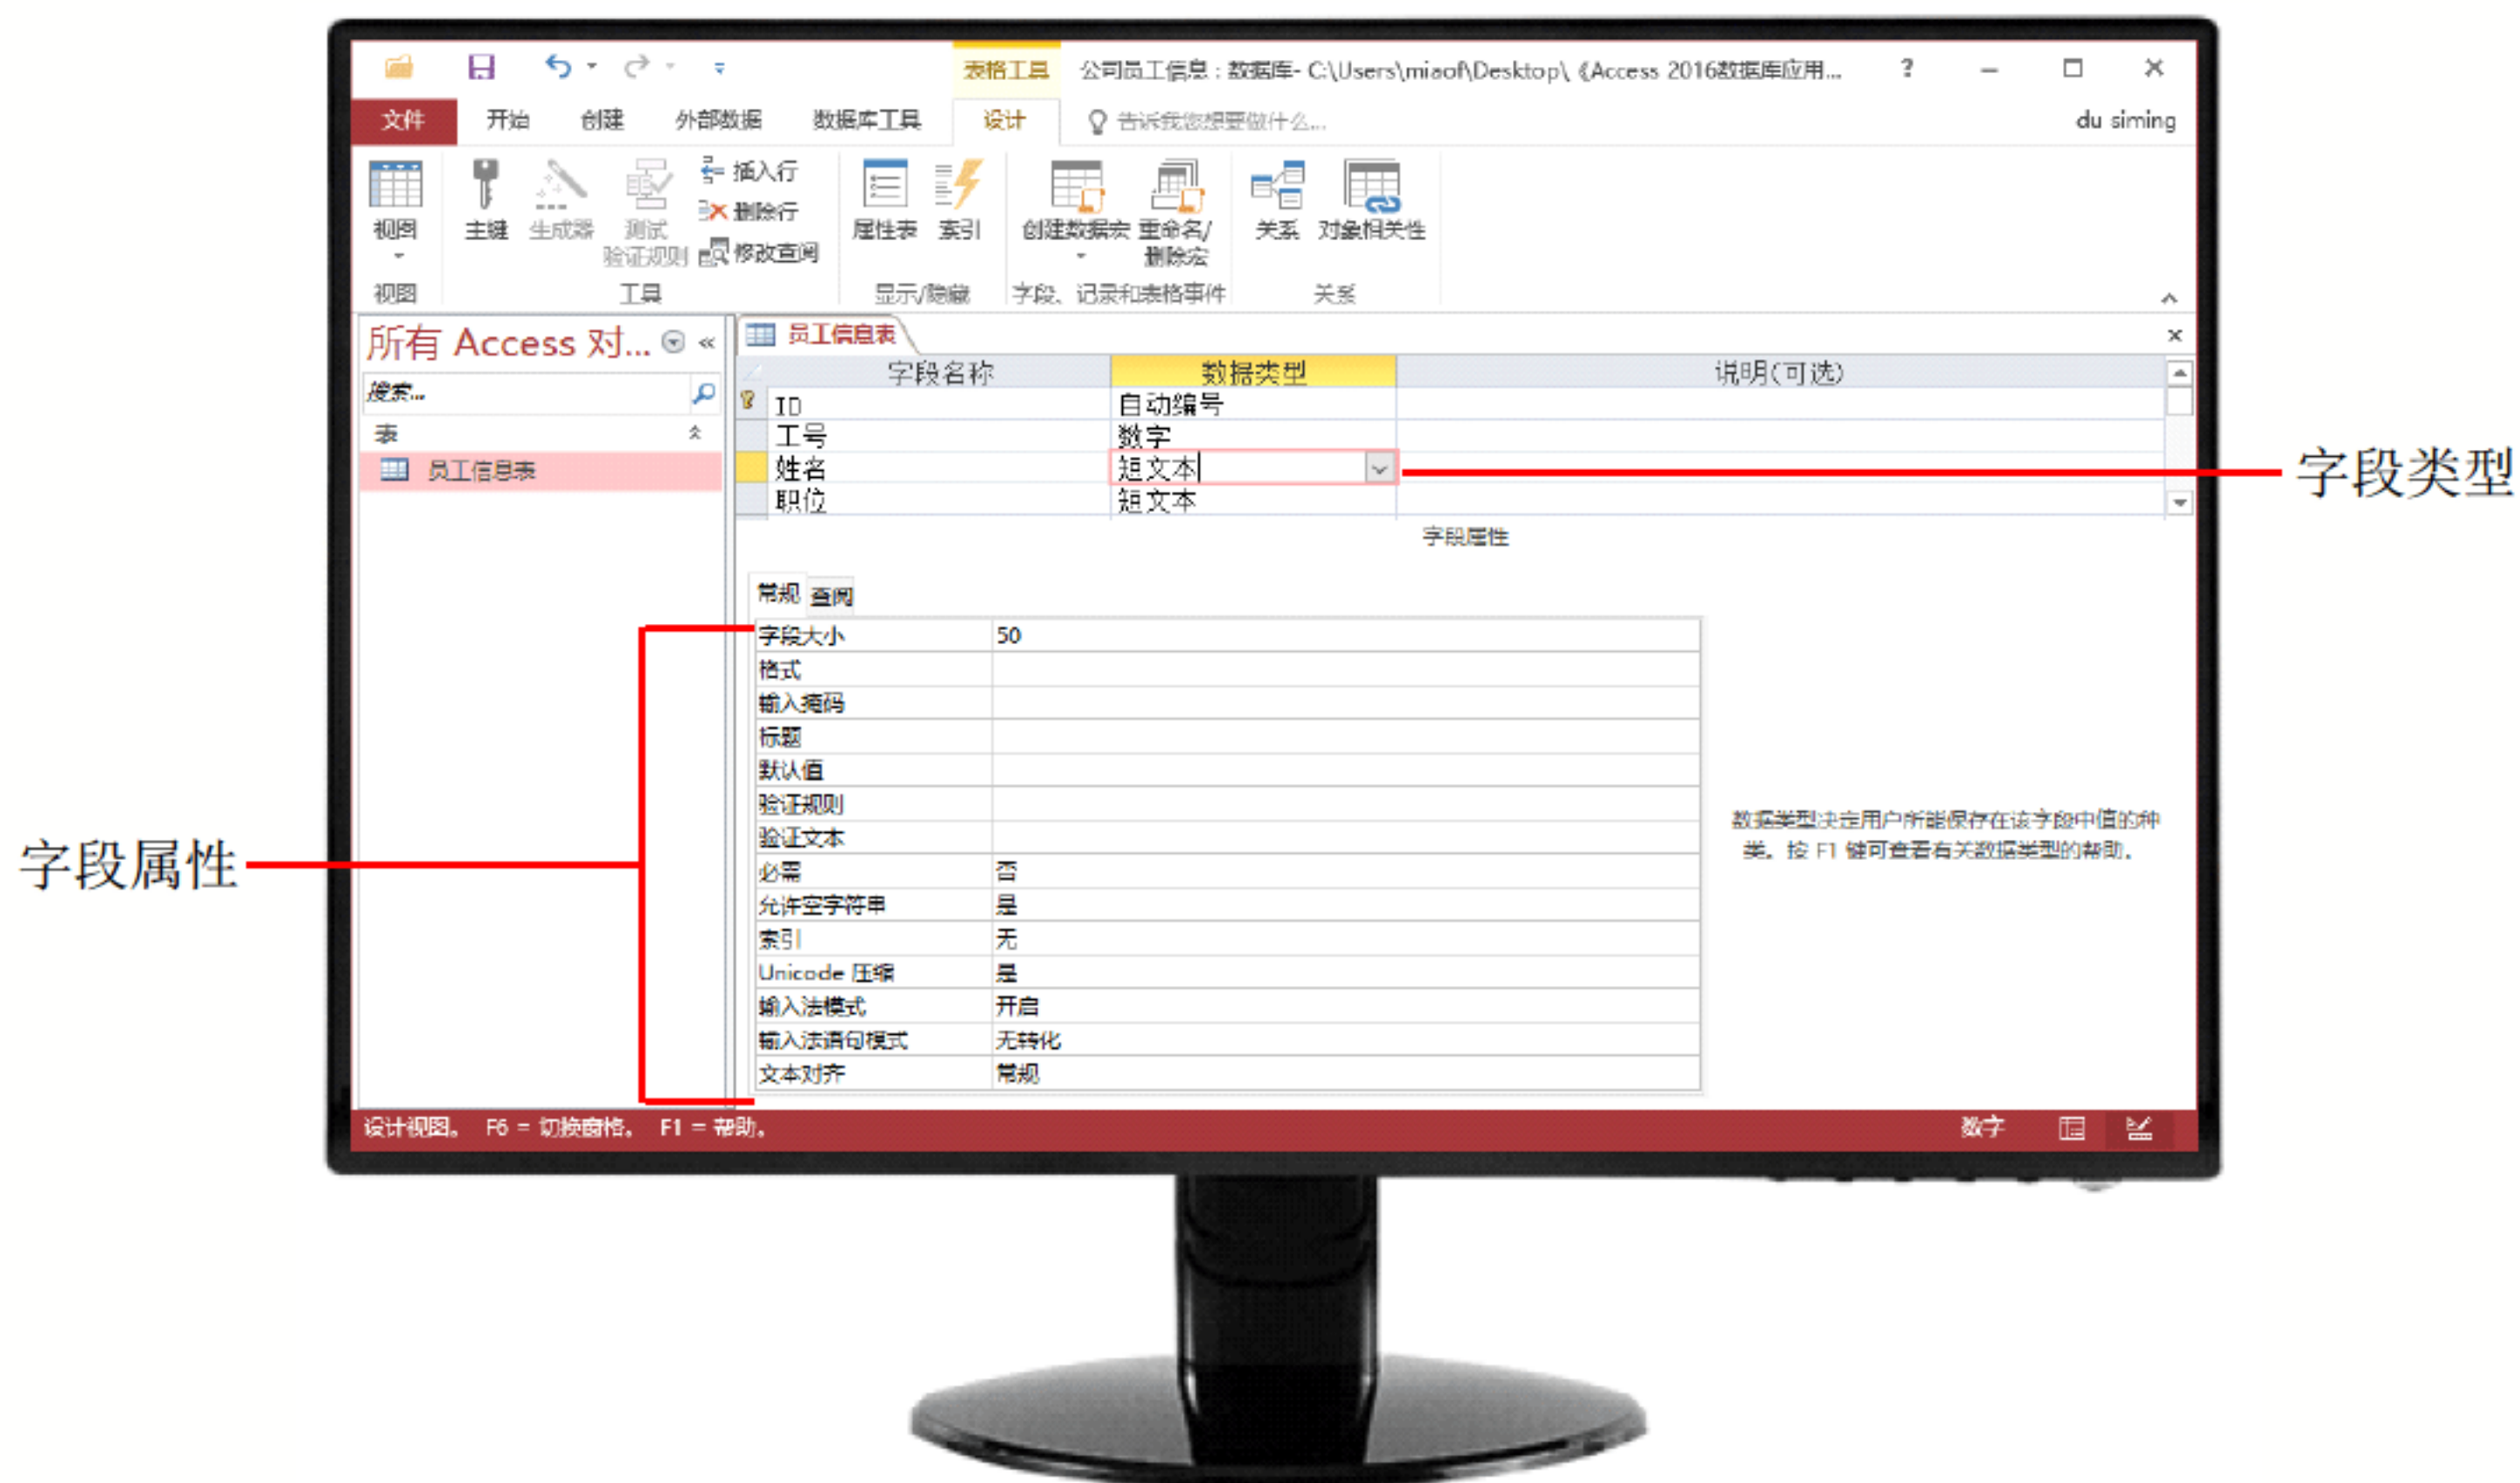 表格工具 公司员工信息 : 数据库- C:\Users\miaof\Desktop\《Access 2016数据库应用... ?
文件 开始 创建 外部数据 数据库工具 设计 告诉我您想要做什么... du siming
视图 主键 生成器 测试 验证规则 插入行 删除行 修改查阅 属性表 索引 创建数据宏 重命名/ 删除宏 关系 对象相关性
视图 工具 显示/隐藏 字段、记录和表格事件 关系
所有 Access 对... «
搜索...
表
员工信息表
员工信息表
字段名称 数据类型 说明(可选)
ID 自动编号
工号 数字
姓名 短文本
职位 短文本
字段类型
字段属性
常规 查阅
字段大小 50
格式
输入掩码
标题
默认值
验证规则
验证文本
必需 否
允许空字符串 是
索引 无
Unicode 压缩 是
输入法模式 开启
输入法语句模式 无转化
文本对齐 常规
数据类型决定用户所能保存在该字段中值的种
类。按 F1 键可查看有关数据类型的帮助。
字段属性
设计视图。 F6 = 切换窗格。 F1 = 帮助。 数字